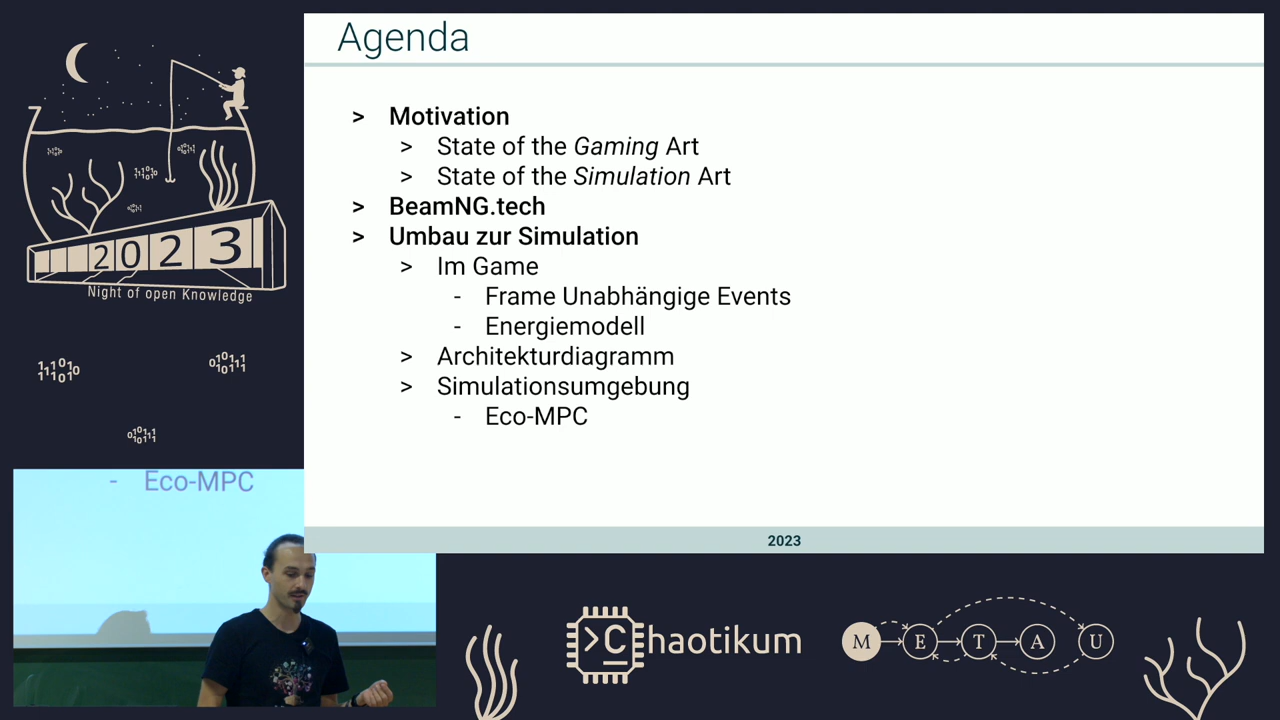 Agenda
> Motivation
> State of the Gaming Art
> State of the Simulation Art
> BeamNG.tech
> Umbau zur Simulation
> Im Game
- Frame Unabhängige Events
- Energiemodell
> Architekturdiagramm
> Simulationsumgebung
- Eco-MPC
2023
2023
Night of open Knowledge
- Eco-MPC
>Chaotikum
M E T A U